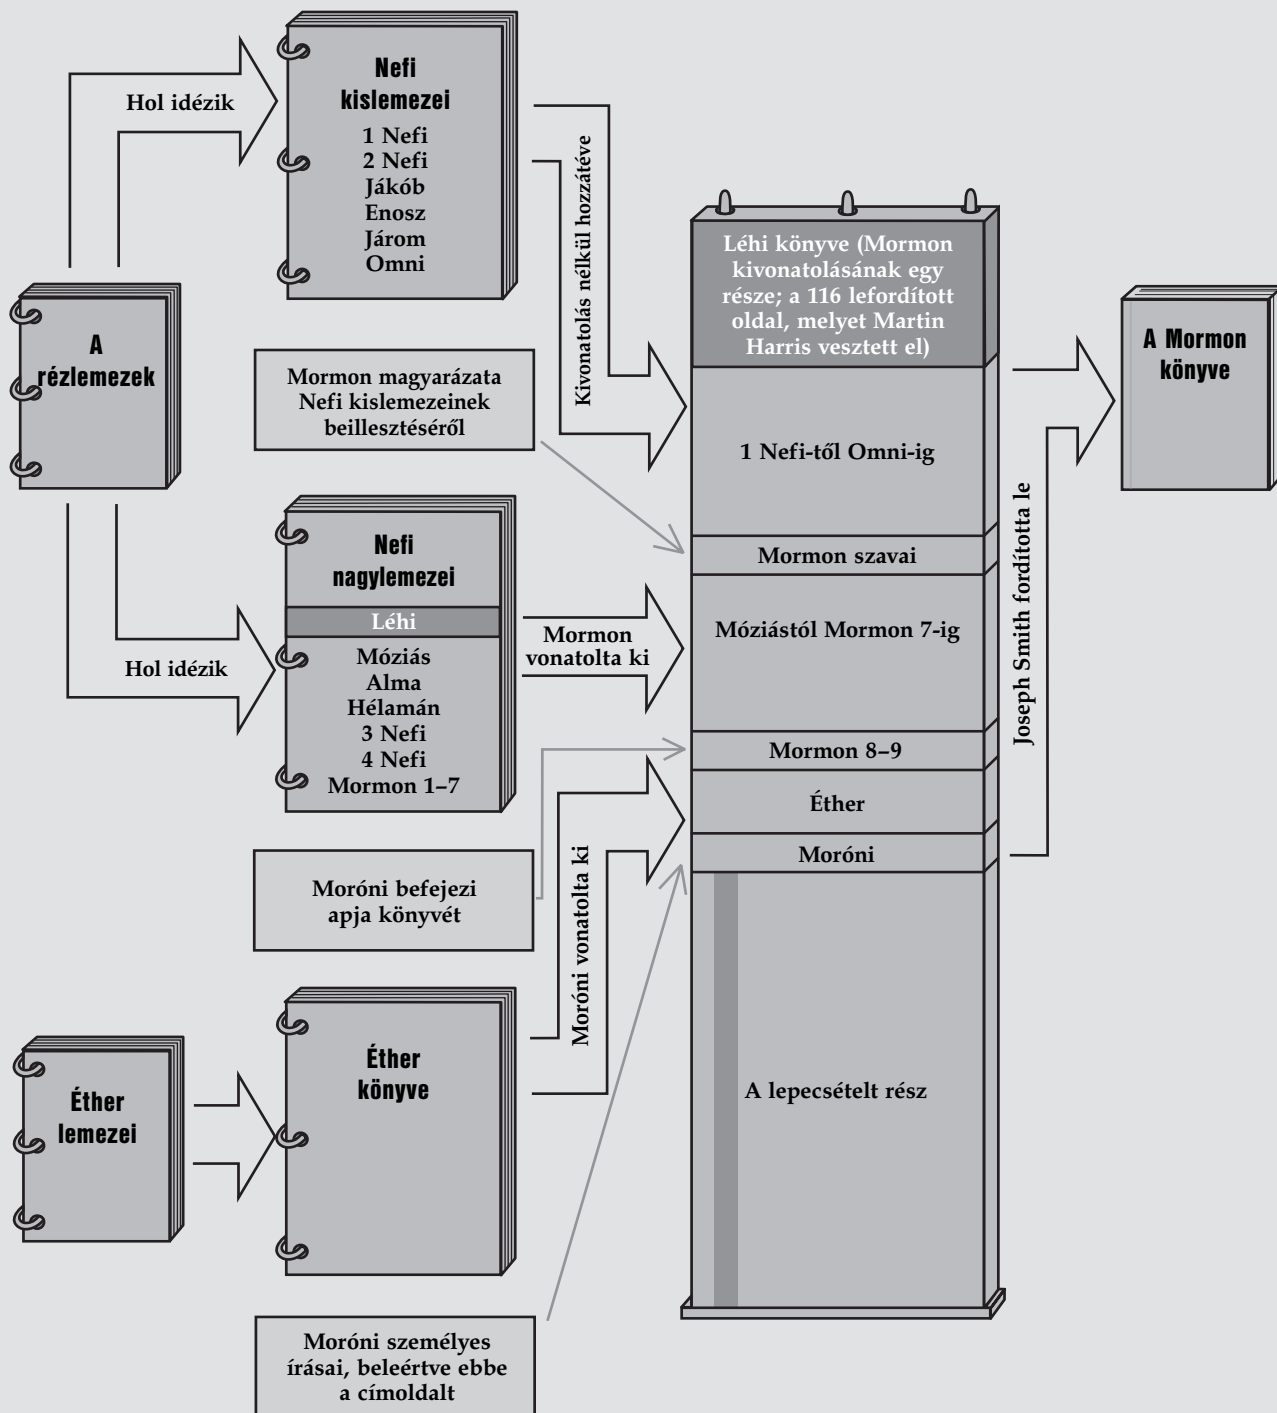 Hol idézik
Nefi
kislemezei
1 Nefi
2 Nefi
Jákób
Enosz
Járom
Omni
Kivonatolás nélkül hozzátéve
A
rézlemezek
Mormon magyarázata
Nefi kislemezeinek
beillesztéséről
Hol idézik
Nefi
nagylemezei
Léhi
Móziás
Alma
Hélamán
3 Nefi
4 Nefi
Mormon 1–7
Mormon
vonatolta ki
Moróni befejezi
apja könyvét
Moróni vonatolta ki
Éther
lemezei
Éther
könyve
Moróni személyes
írásai, beleértve ebbe
a címoldalt
Léhi könyve (Mormon
kivonatolásának egy
része; a 116 lefordított
oldal, melyet Martin
Harris vesztett el)
1 Nefi-től Omni-ig
Mormon szavai
Móziástól Mormon 7-ig
Mormon 8–9
Éther
Moróni
A lepecsételt rész
Joseph Smith fordította le
A Mormon
könyve